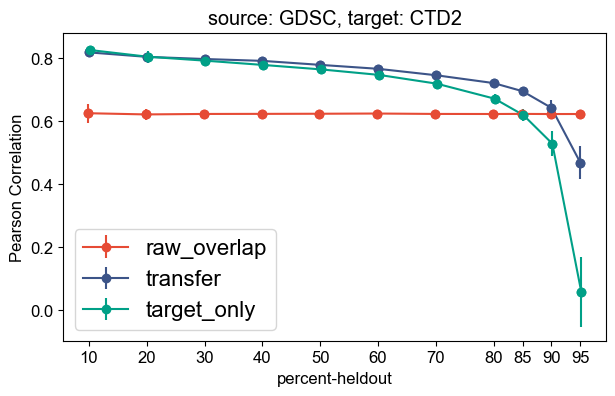 source: GDSC, target: CTD2
Pearson Correlation
0.8
0.6
0.4
0.2
0.0
raw_overlap
transfer
target_only
10 20 30 40 50 60 70 80 85 90 95
percent-heldout